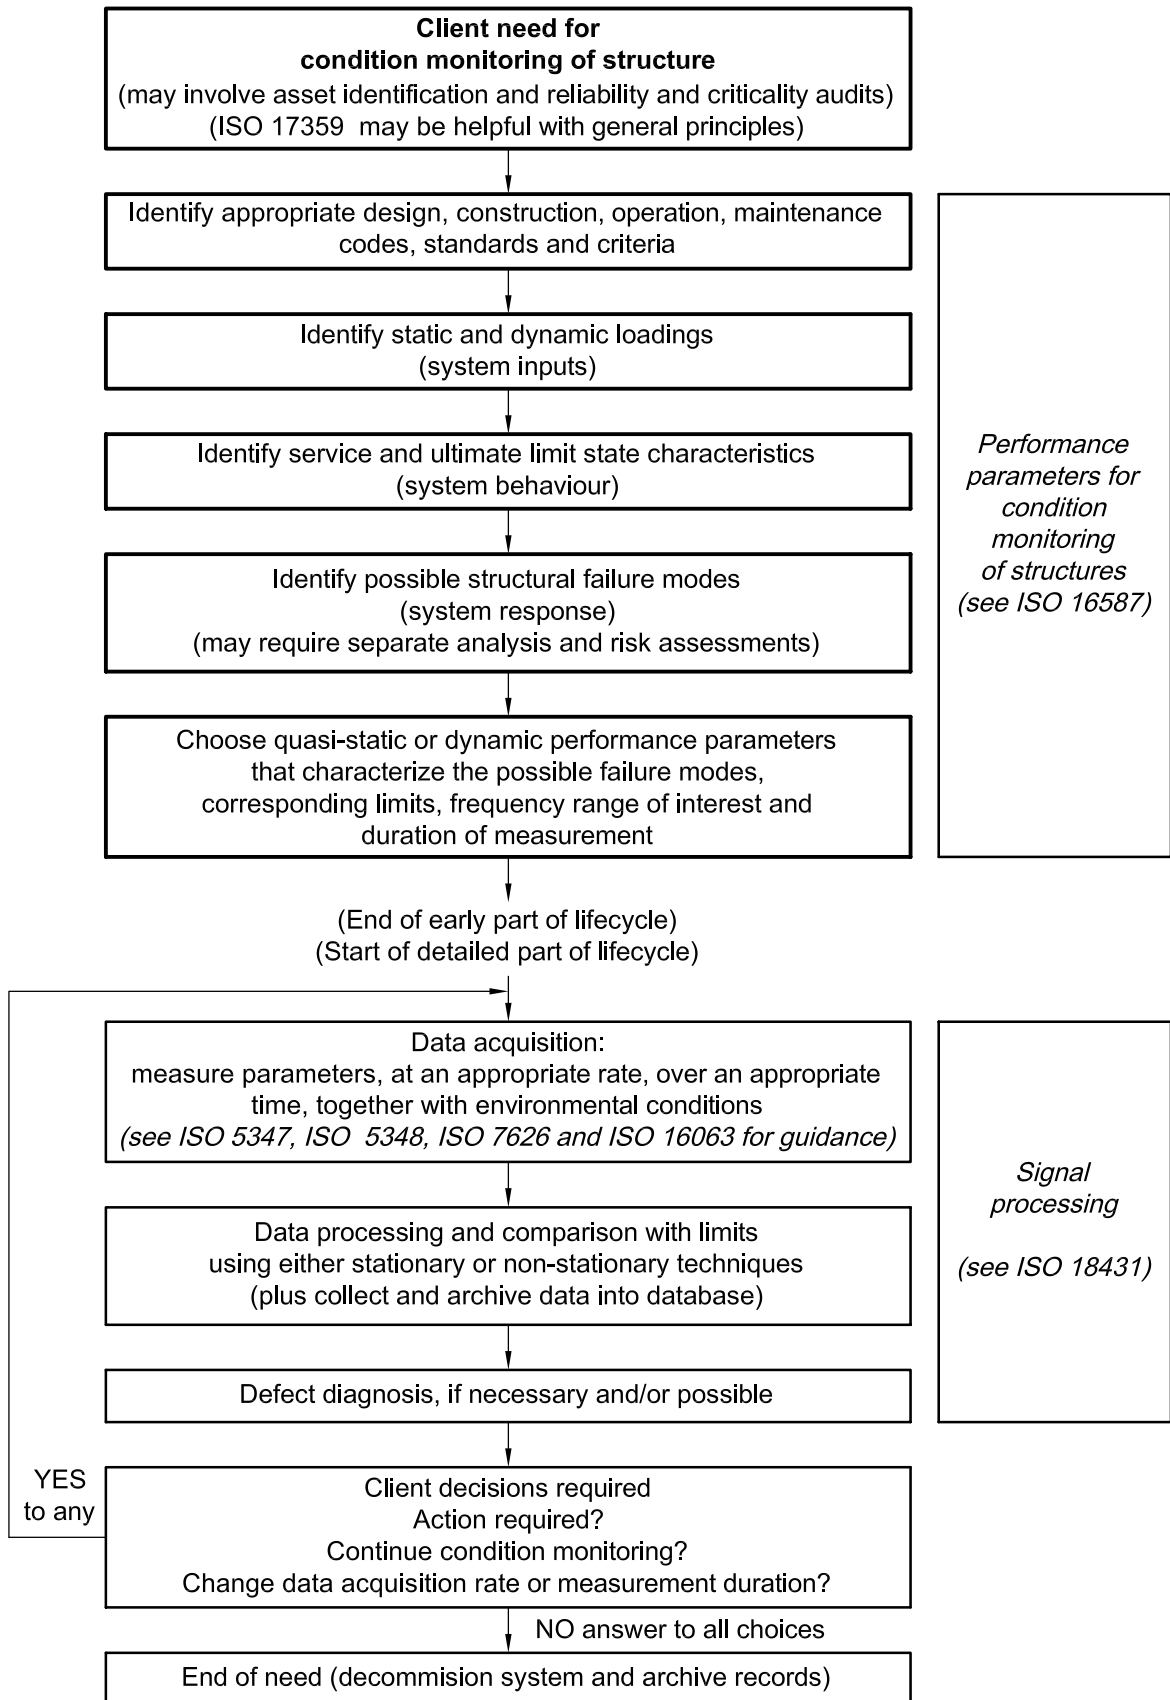 Client need for
condition monitoring of structure
(may involve asset identification and reliability and criticality audits)
(ISO 17359 may be helpful with general principles)
Identify appropriate design, construction, operation, maintenance
codes, standards and criteria
Identify static and dynamic loadings
(system inputs)
Identify service and ultimate limit state characteristics
(system behaviour)
Identify possible structural failure modes
(system response)
(may require separate analysis and risk assessments)
Choose quasi-static or dynamic performance parameters
that characterize the possible failure modes,
corresponding limits, frequency range of interest and
duration of measurement
Performance
parameters for
condition
monitoring
of structures
(see ISO 16587)
(End of early part of lifecycle)
(Start of detailed part of lifecycle)
Data acquisition:
measure parameters, at an appropriate rate, over an appropriate
time, together with environmental conditions
(see ISO 5347, ISO 5348, ISO 7626 and ISO 16063 for guidance)
Data processing and comparison with limits
using either stationary or non-stationary techniques
(plus collect and archive data into database)
Defect diagnosis, if necessary and/or possible
Signal
processing
(see ISO 18431)
YES
to any
Client decisions required
Action required?
Continue condition monitoring?
Change data acquisition rate or measurement duration?
NO answer to all choices
End of need (decommision system and archive records)